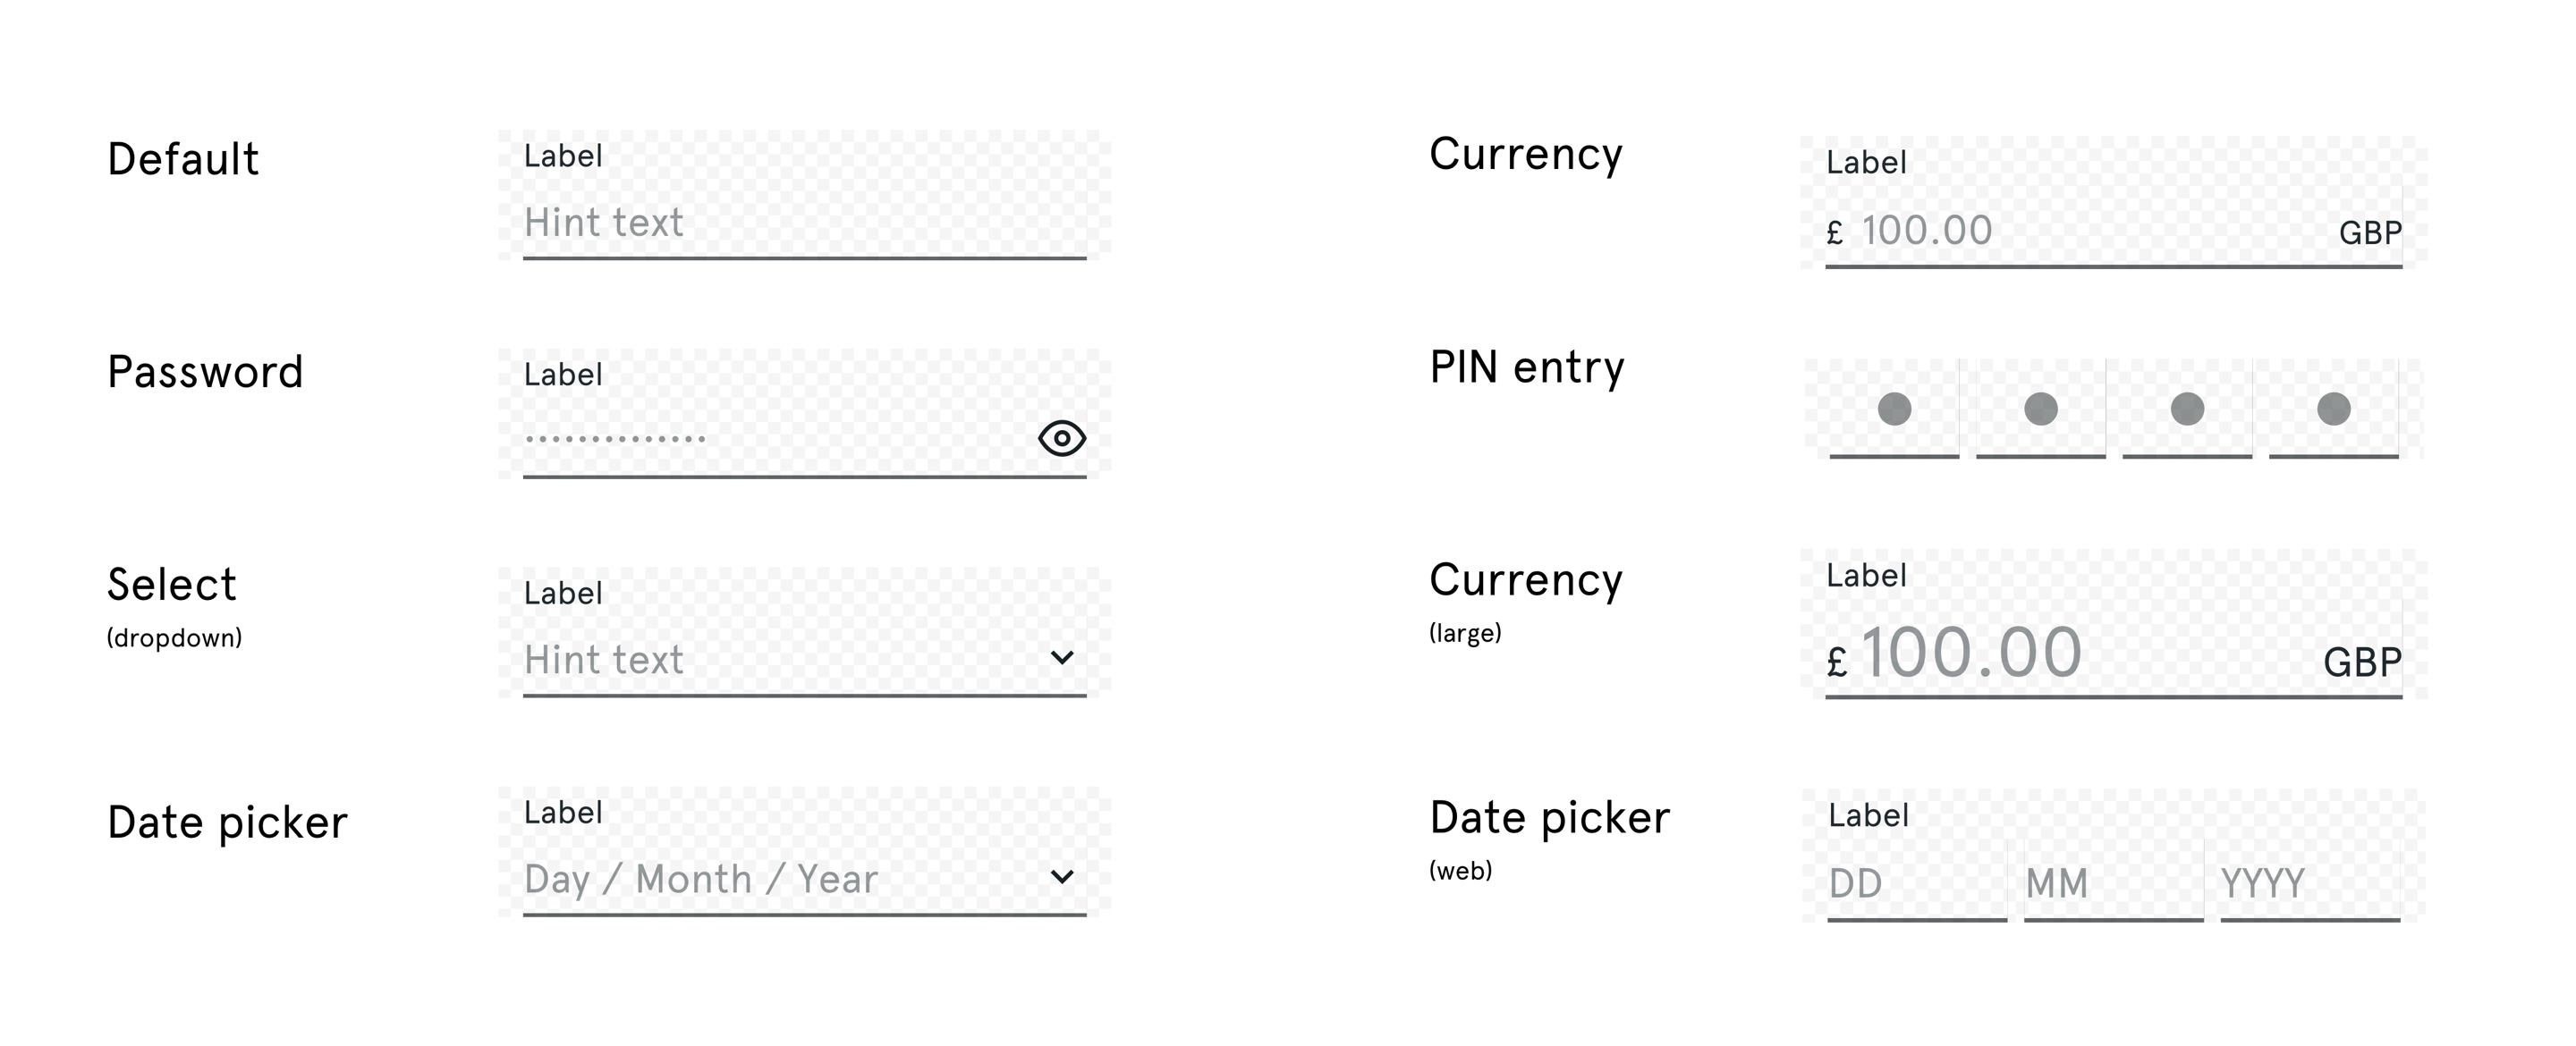 Default
Label
Hint text
Password
Label
••••••••••••••
Select
(dropdown)
Label
Hint text
Date picker
Label
Day / Month / Year
Currency
Label
£ 100.00 GBP
PIN entry
Currency
(large)
Label
£ 100.00 GBP
Date picker
(web)
Label
DD MM YYYY